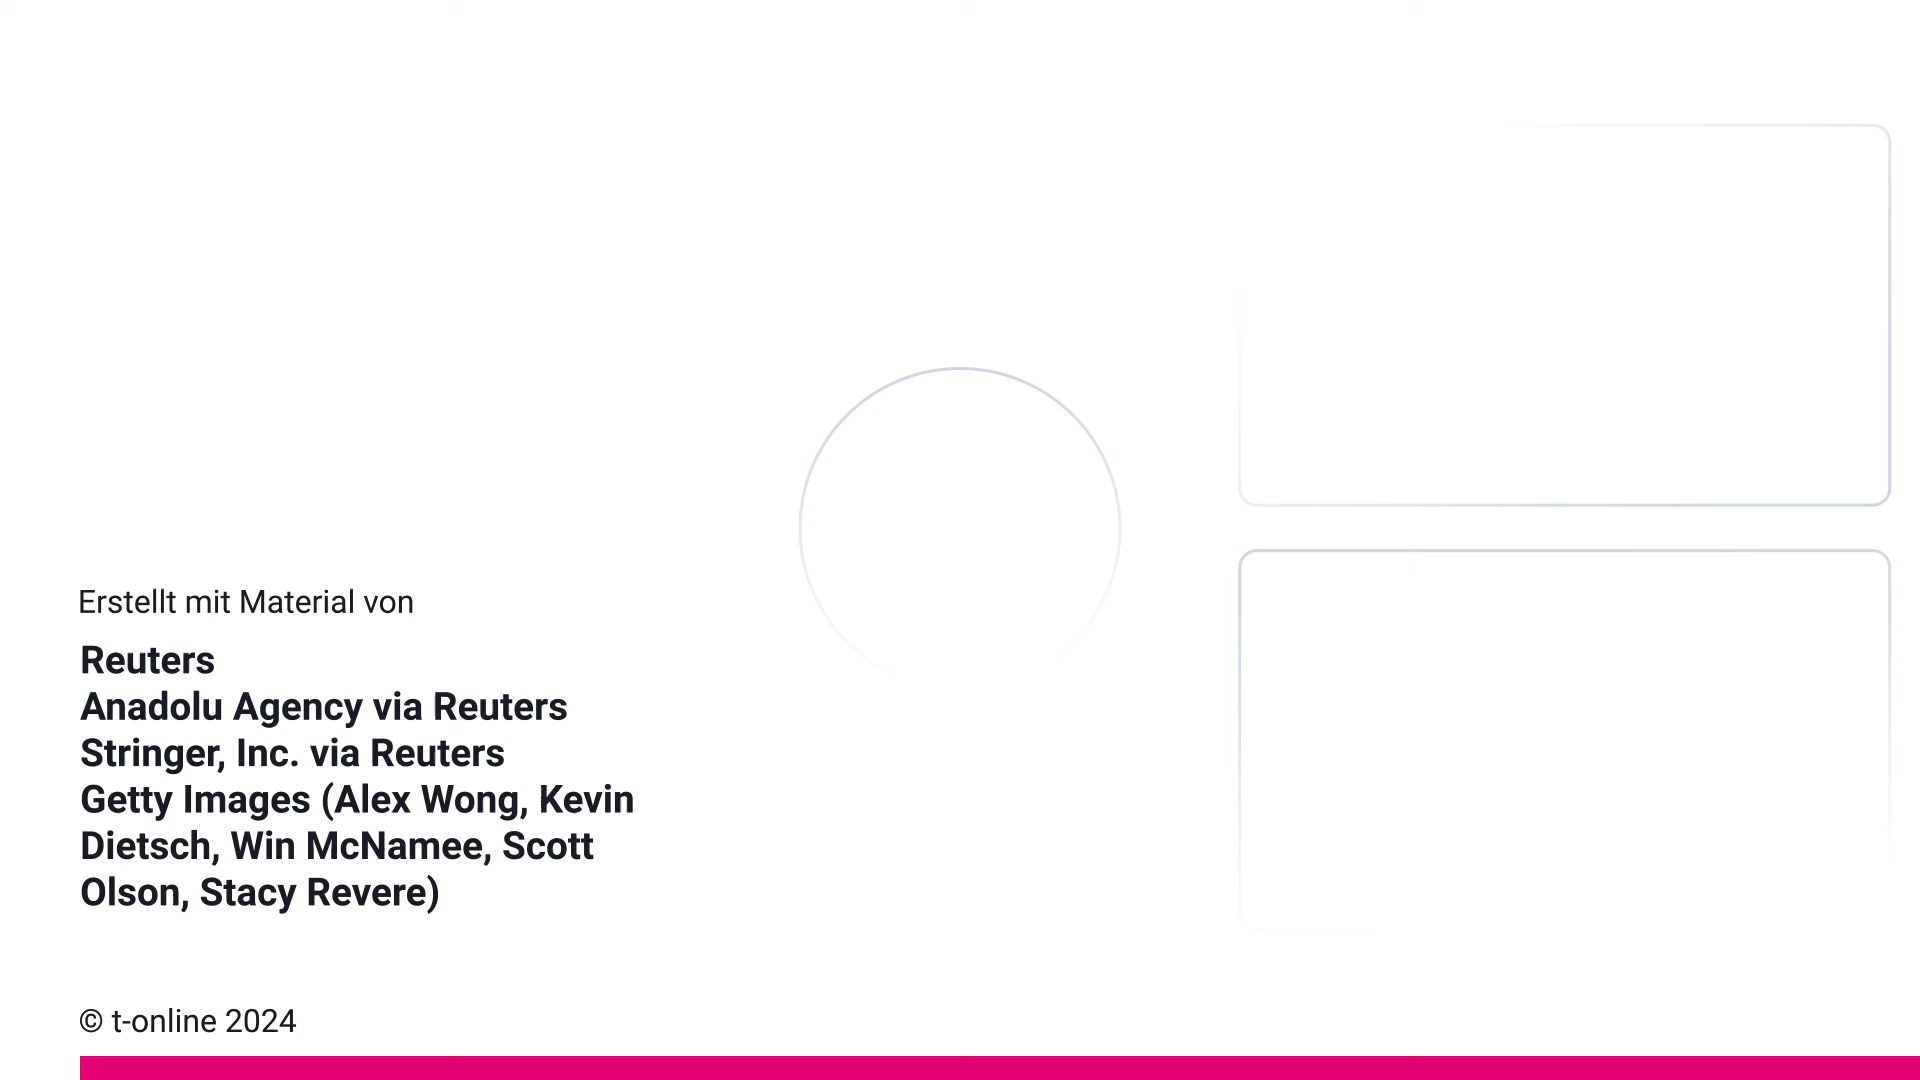 Erstellt mit Material von
Reuters
Anadolu Agency via Reuters
Stringer, Inc. via Reuters
Getty Images (Alex Wong, Kevin
Dietsch, Win McNamee, Scott
Olson, Stacy Revere)
© t-online 2024